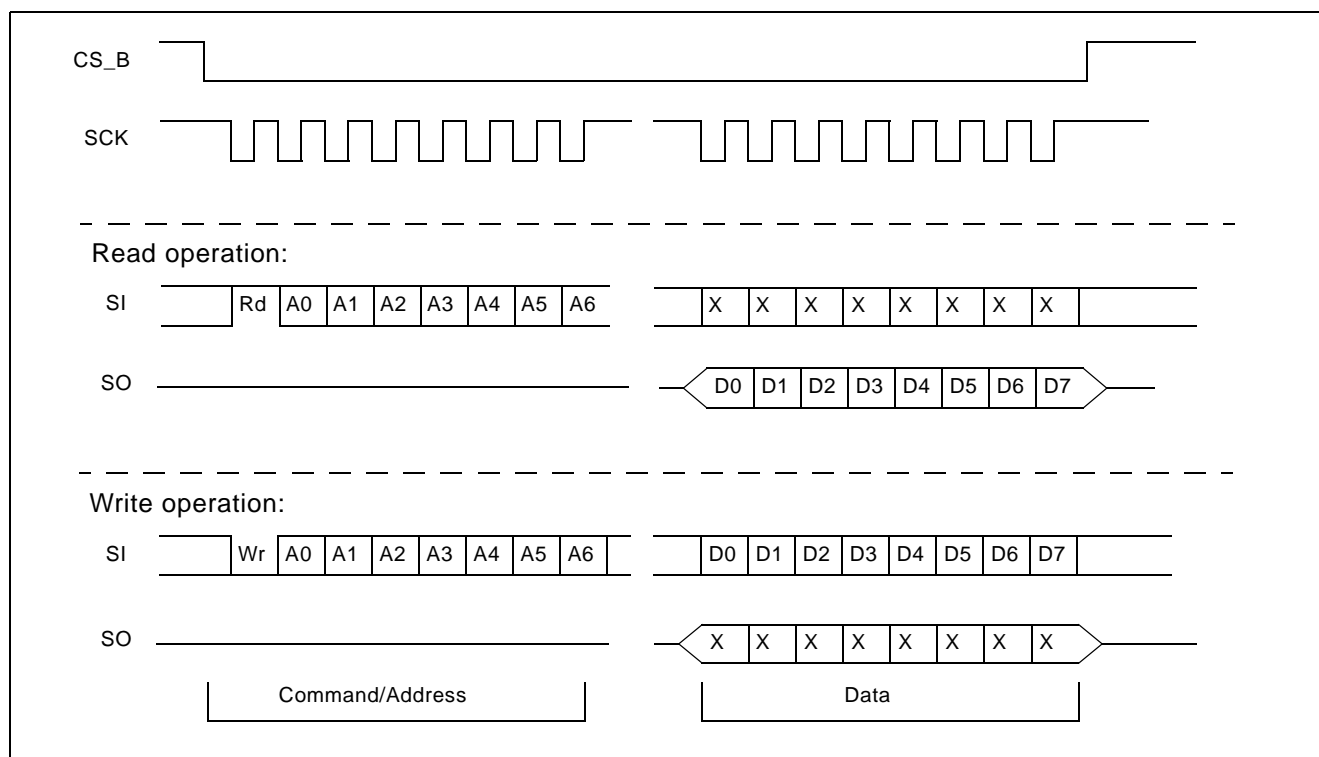 CS_B
SCK
Read operation:
SI Rd A0 A1 A2 A3 A4 A5 A6 X X X X X X X X
SO D0 D1 D2 D3 D4 D5 D6 D7
Write operation:
SI Wr A0 A1 A2 A3 A4 A5 A6 D0 D1 D2 D3 D4 D5 D6 D7
SO X X X X X X X X
Command/Address Data